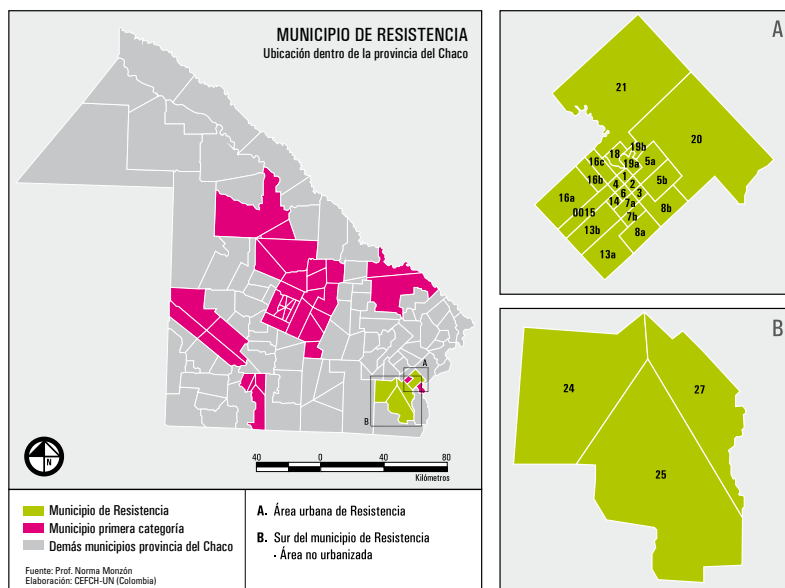 MUNICIPIO DE RESISTENCIA
Ubicación dentro de la provincia del Chaco
A
B
N
40 0 40 80
Kilómetros
Municipio de Resistencia
Municipio primera categoría
Demás municipios provincia del Chaco
Fuente: Prof. Norma Monzón
Elaboración: CEFCH-UN (Colombia)
A. Área urbana de Resistencia
B. Sur del municipio de Resistencia
- Área no urbanizada
A
21
20
19b
18
16c
19a
5a
1
16b
4
2
5b
6
3
16a
14
7a
8b
0015
7b
13b
8a
13a
B
24
27
25